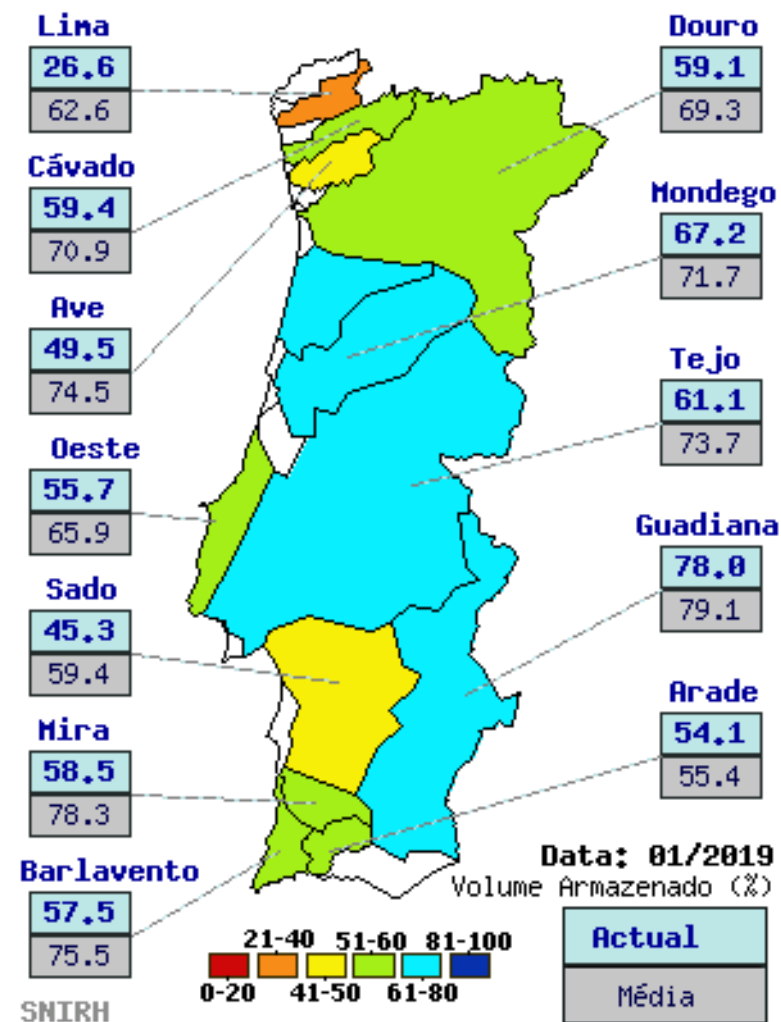 Lima
26.6
62.6
Cávado
59.4
70.9
Ave
49.5
74.5
Oeste
55.7
65.9
Sado
45.3
59.4
Mira
58.5
78.3
Barlavento
57.5
75.5
Douro
59.1
69.3
Mondego
67.2
71.7
Tejo
61.1
73.7
Guadiana
78.0
79.1
Arade
54.1
55.4
Data: 01/2019
Volume Armazenado (%)
Actual
Média
21-40 51-60 81-100
0-20 41-50 61-80
SNIRH